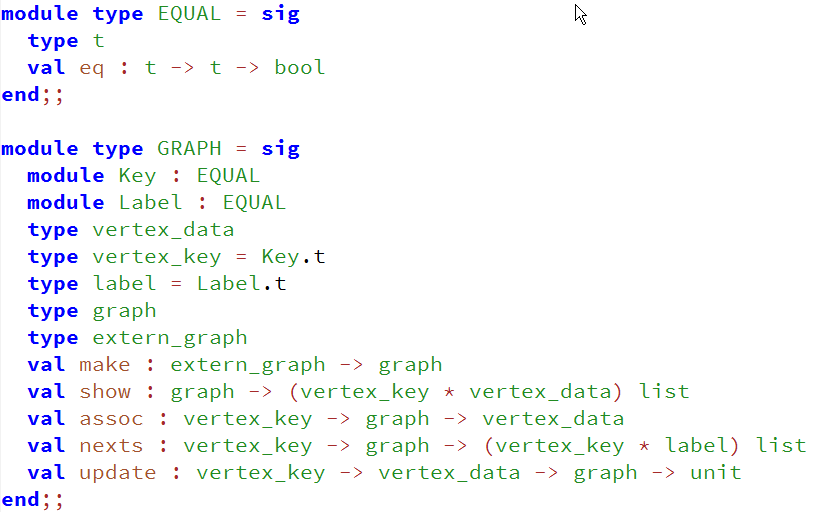 module type EQUAL = sig
type t
val eq : t -> t -> bool
end;;
module type GRAPH = sig
module Key : EQUAL
module Label : EQUAL
type vertex_data
type vertex_key = Key.t
type label = Label.t
type graph
type extern_graph
val make : extern_graph -> graph
val show : graph -> (vertex_key * vertex_data) list
val assoc : vertex_key -> graph -> vertex_data
val nexts : vertex_key -> graph -> (vertex_key * label) list
val update : vertex_key -> vertex_data -> graph -> unit
end;;